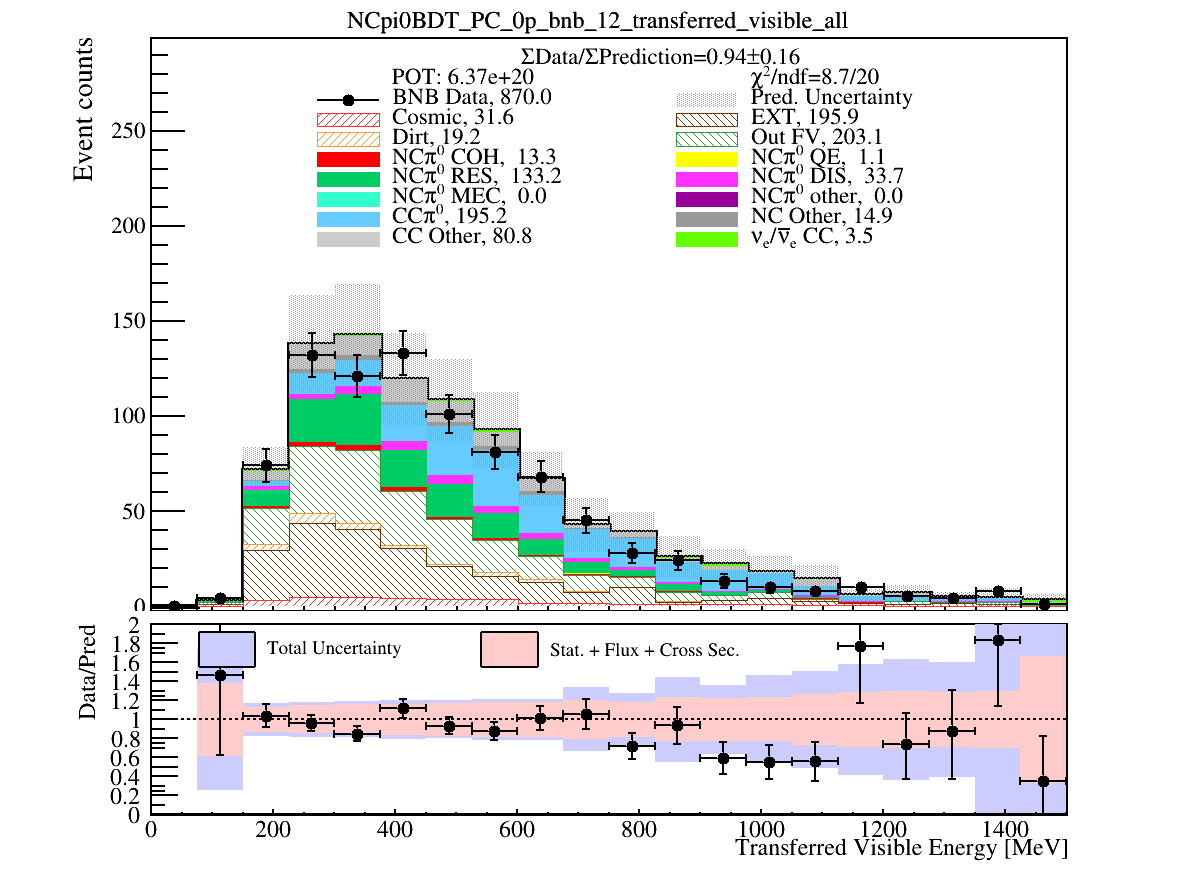 NCpi0BDT_PC_0p_bnb_12_transferred_visible_all
ΣData/ΣPrediction=0.94±0.16
POT: 6.37e+20
χ²/ndf=8.7/20
BNB Data, 870.0
Pred. Uncertainty
Cosmic, 31.6
EXT, 195.9
Dirt, 19.2
Out FV, 203.1
NCπ⁰ COH, 13.3
NCπ⁰ QE, 1.1
NCπ⁰ RES, 133.2
NCπ⁰ DIS, 33.7
NCπ⁰ MEC, 0.0
NCπ⁰ other, 0.0
CCπ⁰, 195.2
NC Other, 14.9
CC Other, 80.8
νₑ/ν̅ₑ CC, 3.5
Event counts
250
200
150
100
50
0
Total Uncertainty
Stat. + Flux + Cross Sec.
Data/Pred
2
1.8
1.6
1.4
1.2
1
0.8
0.6
0.4
0.2
0
0 200 400 600 800 1000 1200 1400
Transferred Visible Energy [MeV]